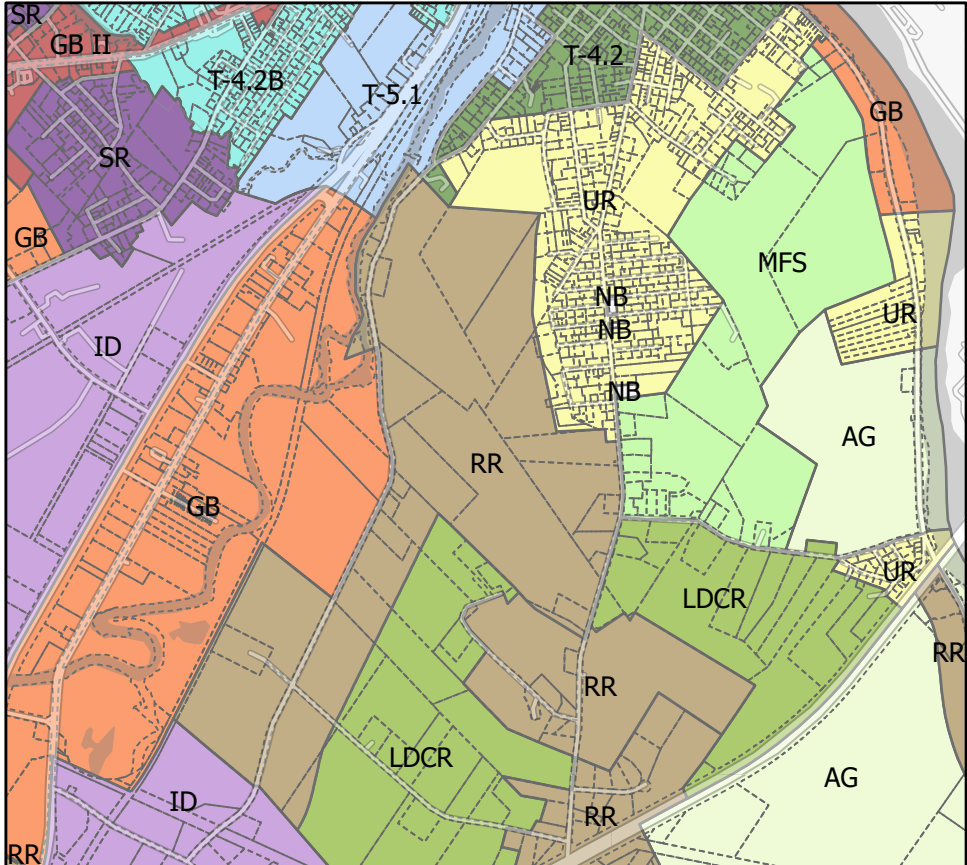 SR
GB II
T-4.2B
T-5.1
T-4.2
GB
SR
UR
GB
MFS
NB
UR
NB
ID
NB
AG
RR
GB
UR
LDCR
RR
RR
LDCR
AG
ID
RR
RR